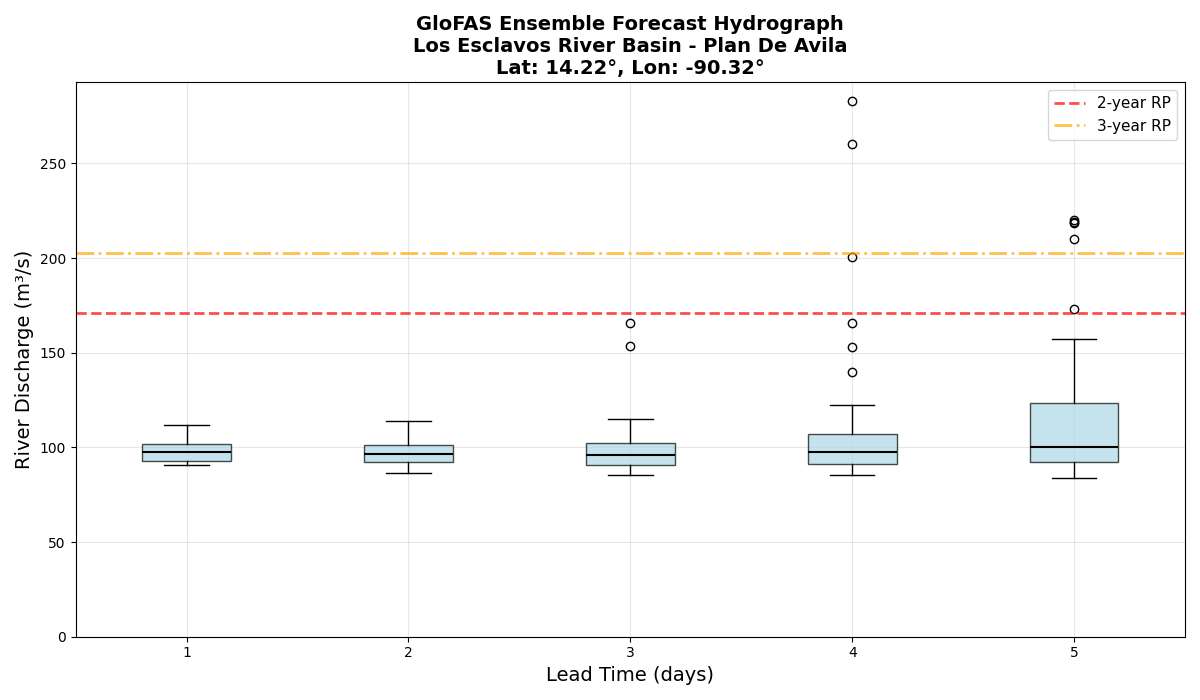 GloFAS Ensemble Forecast Hydrograph
Los Esclavos River Basin - Plan De Avila
Lat: 14.22°, Lon: -90.32°
2-year RP
3-year RP
River Discharge (m³/s)
250
200
150
100
50
0
1 2 3 4 5
Lead Time (days)